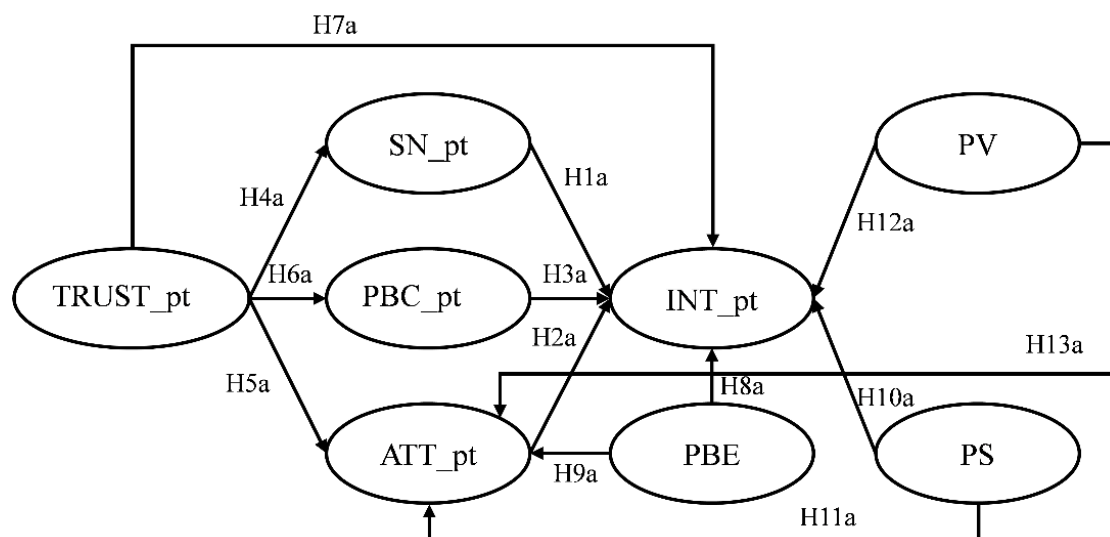 H7a
SN_pt
PV
H1a
H4a
H12a
H6a
H3a
TRUST_pt
PBC_pt
INT_pt
H2a
H13a
H5a
H8a
H10a
ATT_pt
PBE
PS
H9a
H11a